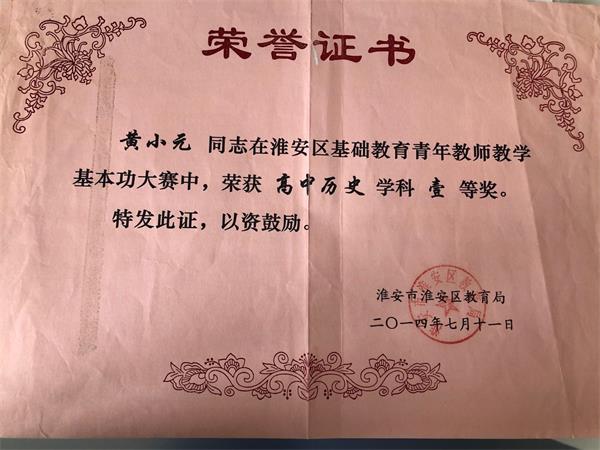 荣誉证书
黄小元 同志在淮安区基础教育青年教师教学
基本功大赛中，荣获 高中历史 学科 壹 等奖。
特发此证，以资鼓励。
淮安市淮安区教育局
二〇一四年七月十一日